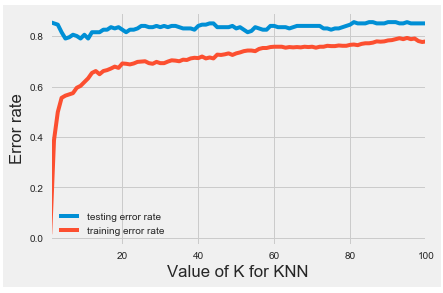 0.8
0.6
0.4
0.2
0.0
Error rate
testing error rate
training error rate
20
40
60
80
100
Value of K for KNN